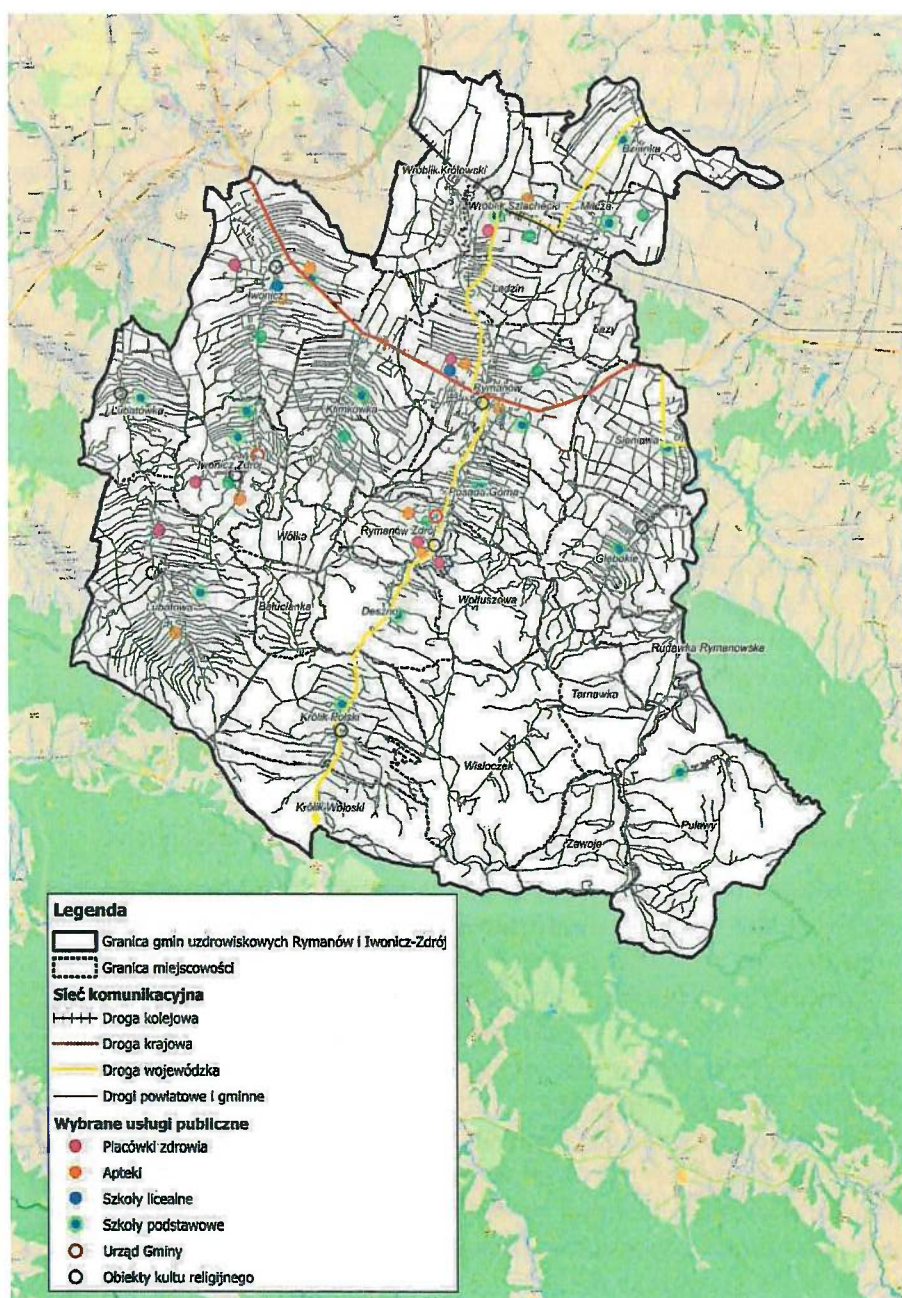 Bzianka
Wróblik Królewski
Wróblik Szlachecki
Milcza
Ladzin
Iwonicz
Łazy
Rymanów
Lubatówka
Klimkówka
Sieniawa
Iwonicz Zdrój
Posada Górna
Wólka
Rymanów Zdrój
Głębokie
Lubatowa
Bałucianka
Deszno
Wołtuszowa
Rudawka Rymanowska
Tarnawka
Królik Polski
Wisłoczek
Królik Wołoski
Zawoje
Puławy
Legenda
Granica gmin uzdrowiskowych Rymanów i Iwonicz-Zdrój
Granica miejscowości
Sieć komunikacyjna
Droga kolejowa
Droga krajowa
Droga wojewódzka
Drogi powiatowe i gminne
Wybrane usługi publiczne
Placówki zdrowia
Apteki
Szkoły licealne
Szkoły podstawowe
Urząd Gminy
Obiekty kultu religijnego